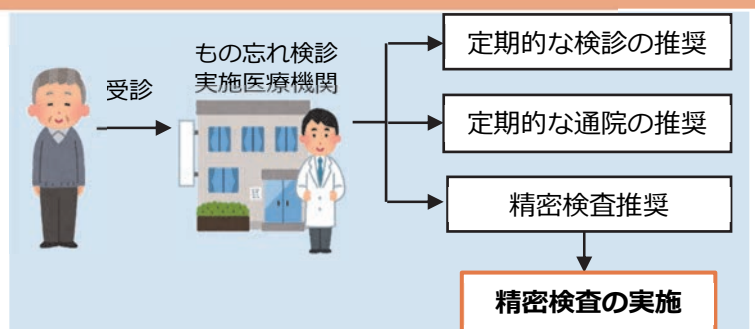 受診
もの忘れ検診
実施医療機関
定期的な検診の推奨
定期的な通院の推奨
精密検査推奨
精密検査の実施